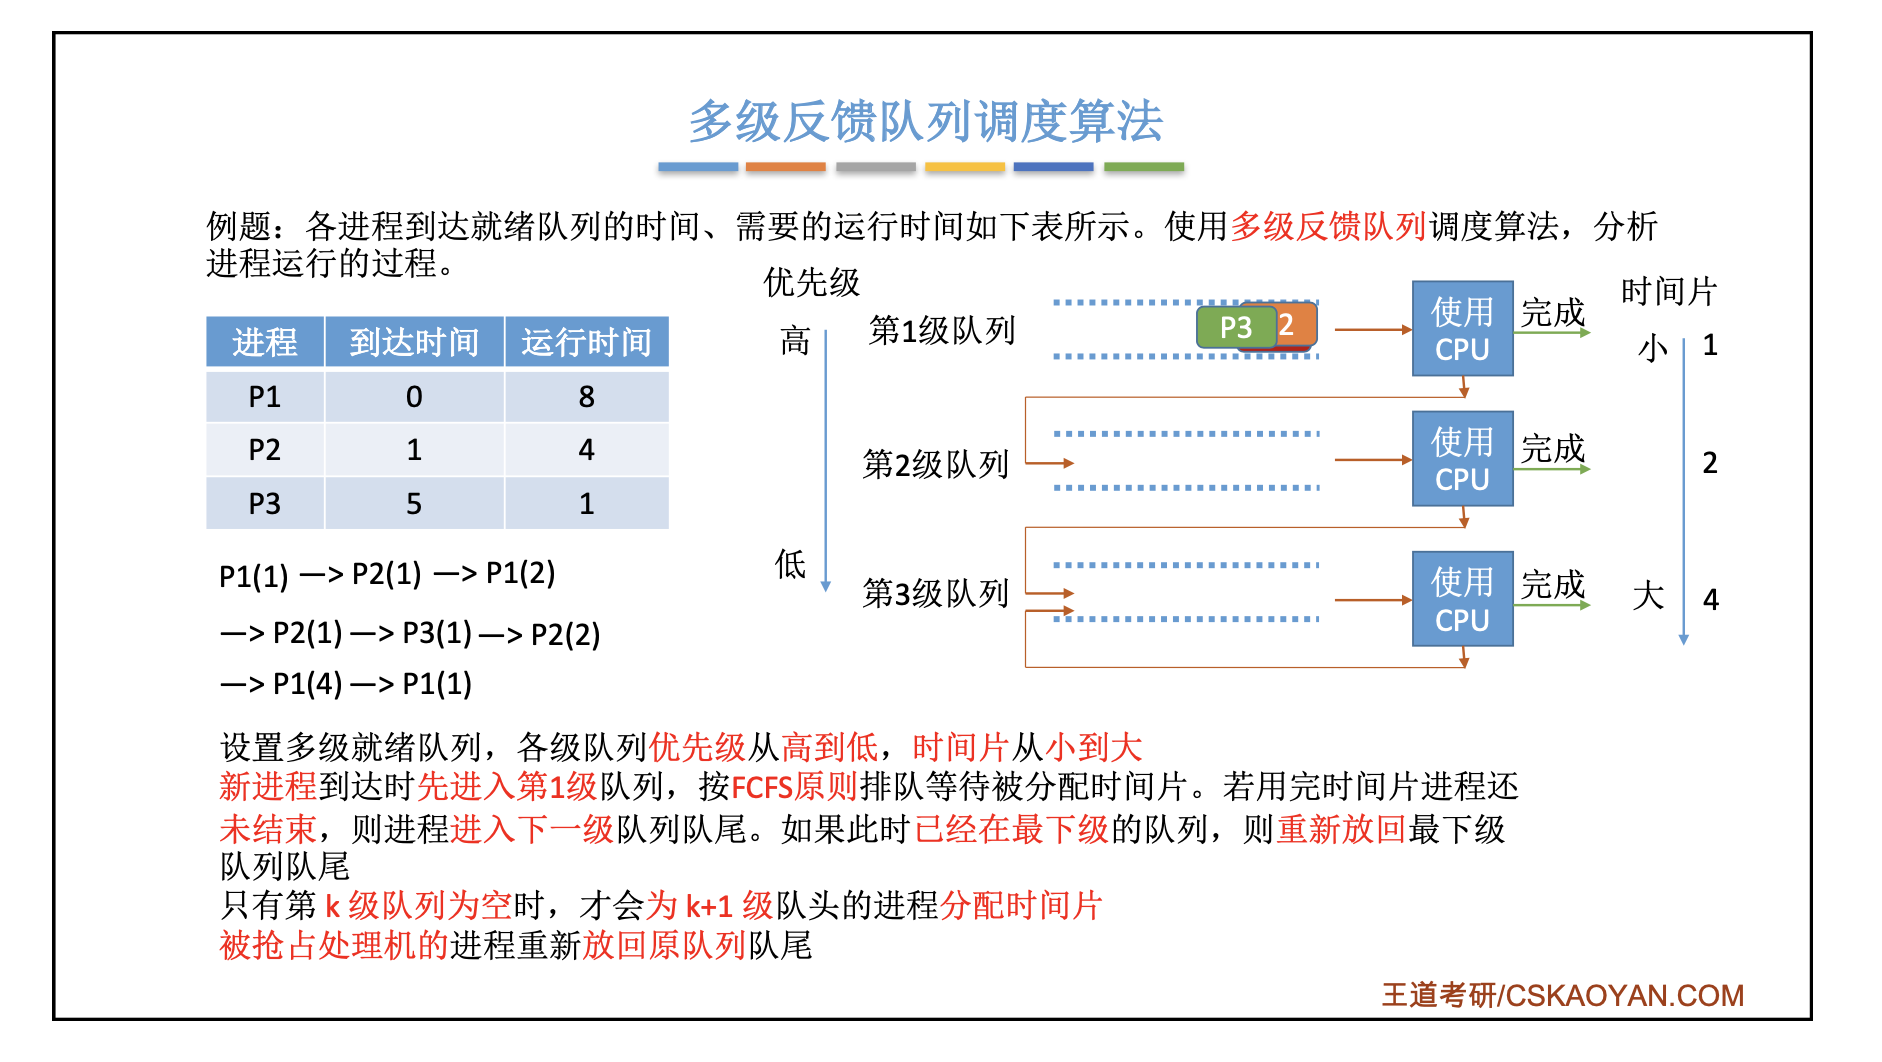 多级反馈队列调度算法
例题：各进程到达就绪队列的时间、需要的运行时间如下表所示。使用多级反馈队列调度算法，分析
进程运行的过程。
进程 到达时间 运行时间
P1 0 8
P2 1 4
P3 5 1
P1(1) —> P2(1) —> P1(2)
—> P2(1) —> P3(1) —> P2(2)
—> P1(4) —> P1(1)
优先级
高
低
第1级队列
P3
2
使用
CPU
完成
第2级队列
使用
CPU
完成
第3级队列
使用
CPU
完成
时间片
小 1
2
大 4
设置多级就绪队列，各级队列优先级从高到低，时间片从小到大
新进程到达时先进入第1级队列，按FCFS原则排队等待被分配时间片。若用完时间片进程还
未结束，则进程进入下一级队列队尾。如果此时已经在最下级的队列，则重新放回最下级
队列队尾
只有第 k 级队列为空时，才会为 k+1 级队头的进程分配时间片
被抢占处理机的进程重新放回原队列队尾
王道考研/CSKAOYAN.COM